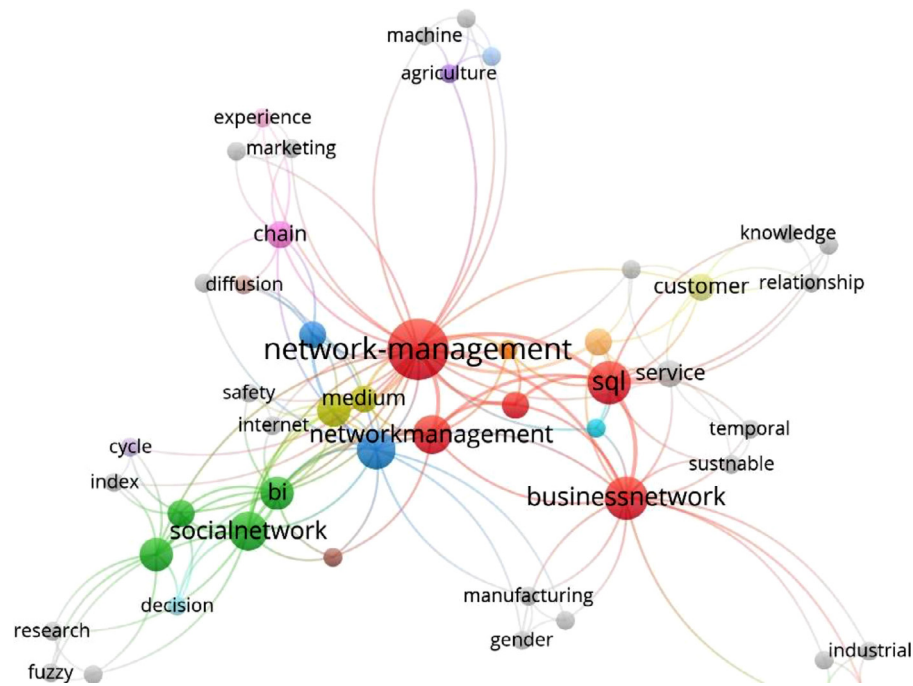 machine
agriculture
experience
marketing
chain
knowledge
diffusion
customer
relationship
network-management
sql
service
safety
medium
internet
networkmanagement
temporal
cycle
sustnable
index
bi
businessnetwork
socialnetwork
manufacturing
decision
research
gender
industrial
fuzzy